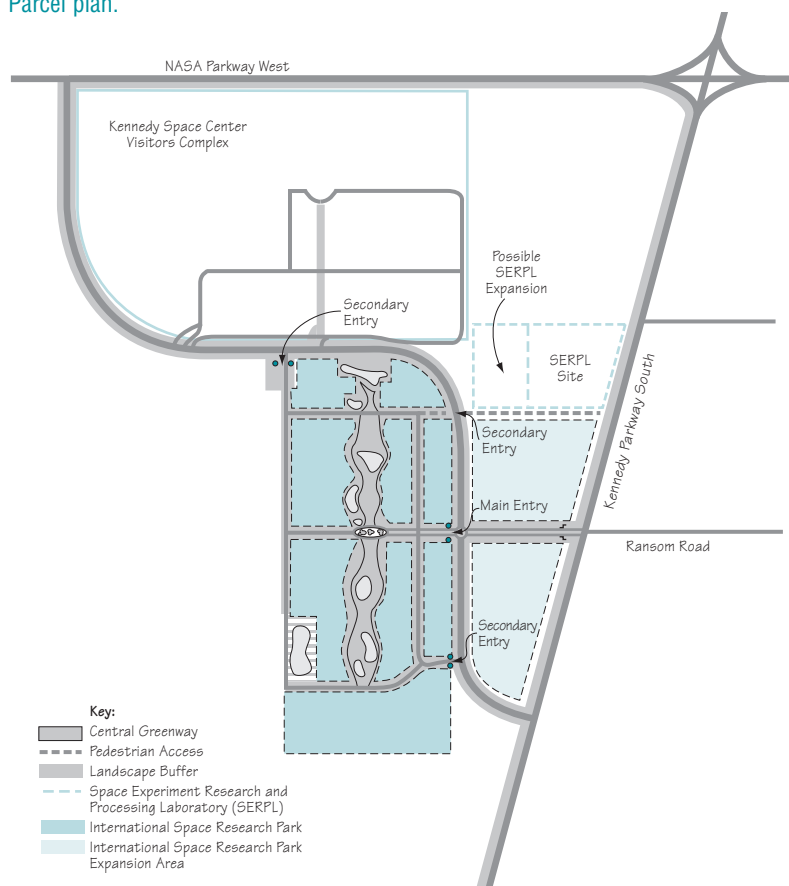 Parcel plan.
NASA Parkway West
Kennedy Space Center
Visitors Complex
Possible
SERPL
Expansion
Secondary
Entry
SERPL
Site
Kennedy Parkway South
Secondary
Entry
Main Entry
Ransom Road
Secondary
Entry
Key:
Central Greenway
Pedestrian Access
Landscape Buffer
Space Experiment Research and
Processing Laboratory (SERPL)
International Space Research Park
International Space Research Park
Expansion Area